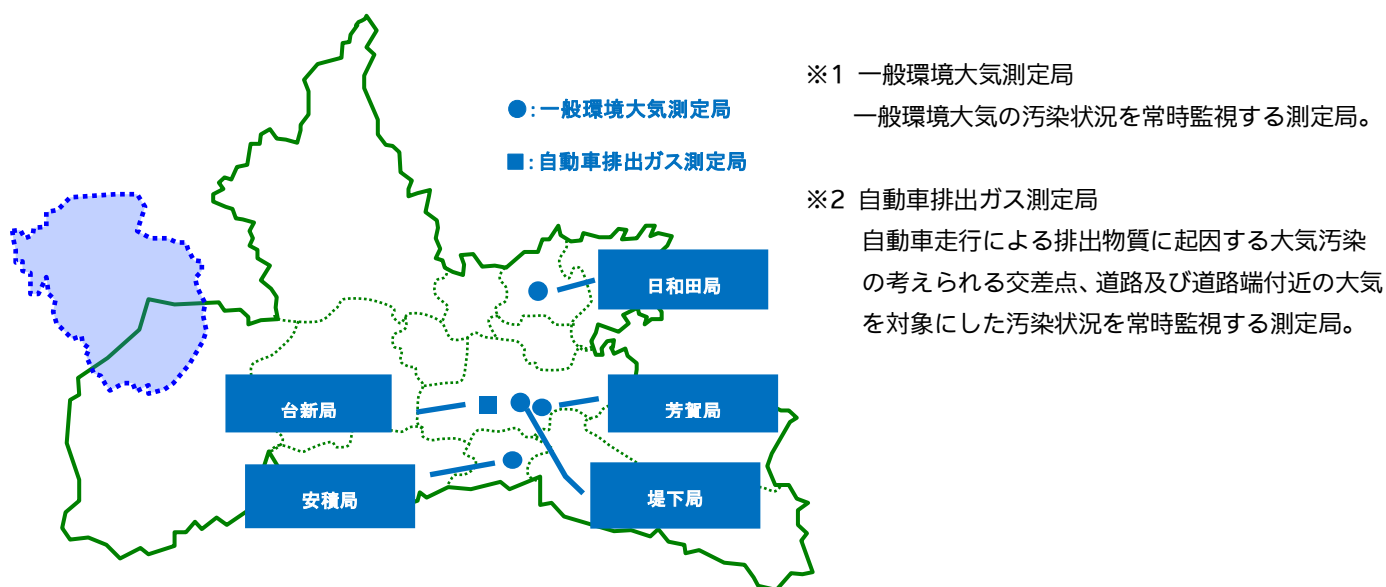 ●:一般環境大気測定局
■:自動車排出ガス測定局
日和田局
台新局
芳賀局
安積局
堤下局
※1 一般環境大気測定局
一般環境大気の汚染状況を常時監視する測定局。
※2 自動車排出ガス測定局
自動車走行による排出物質に起因する大気汚染
の考えられる交差点、道路及び道路端付近の大気
を対象にした汚染状況を常時監視する測定局。